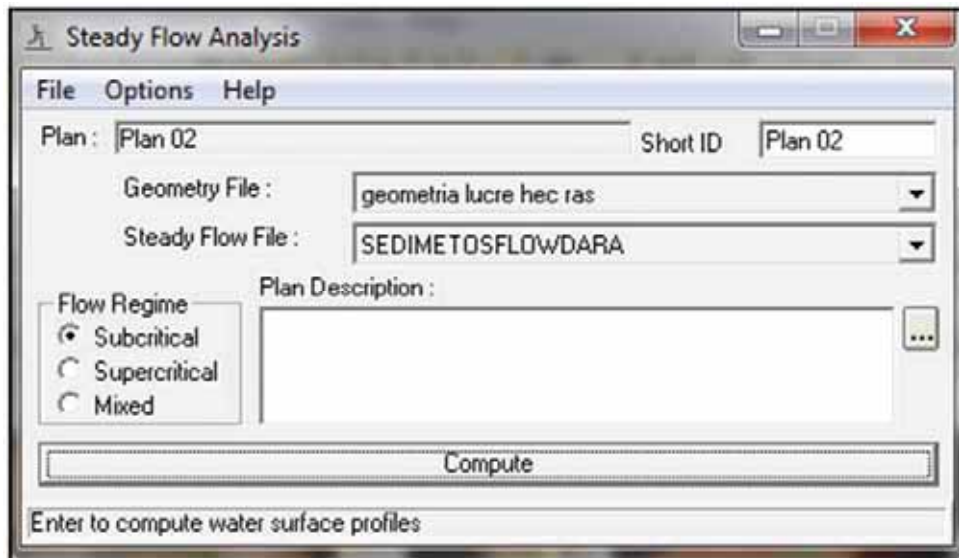 Steady Flow Analysis
File Options Help
Plan : Plan 02 Short ID Plan 02
Geometry File : geometria lucre hec ras
Steady Flow File : SEDIMETOSFLOWDARA
Plan Description :
Flow Regime
Subcritical
...
Supercritical
Mixed
Compute
Enter to compute water surface profiles